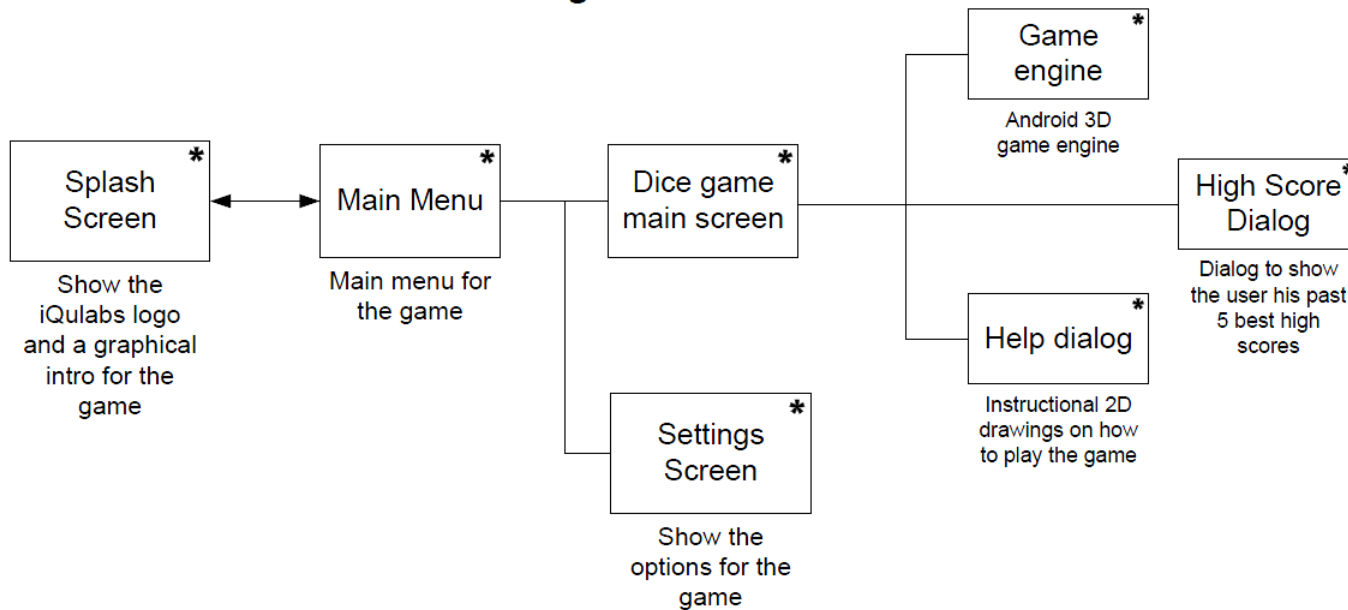 g
Splash
Screen
*
Show the
iQulabs logo
and a graphical
intro for the
game
Main Menu
*
Main menu for
the game
Dice game
main screen
*
Settings
Screen
*
Show the
options for the
game
Game
engine
*
Android 3D
game engine
Help dialog
*
Instructional 2D
drawings on how
to play the game
High Score
Dialog
*
Dialog to show
the user his past
5 best high
scores